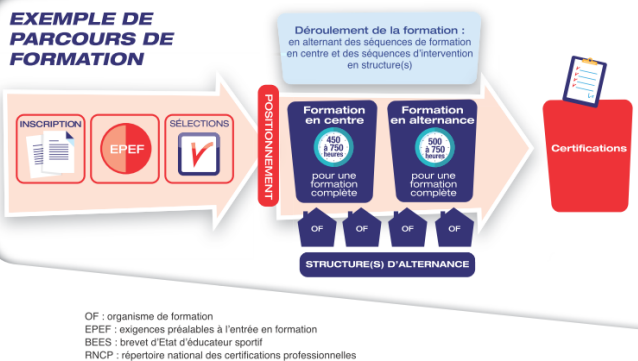 EXEMPLE DE
PARCOURS DE
FORMATION
Déroulement de la formation :
en alternant des séquences de formation
en centre et des séquences d'intervention
en structure(s)
INSCRIPTION
EPEF
SÉLECTIONS
POSITIONNEMENT
Formation
en centre
450
à 750
heures
pour une
formation
complète
Formation
en alternance
500
à 750
heures
pour une
formation
complète
Certifications
OF
OF
OF
OF
STRUCTURE(S) D'ALTERNANCE
OF : organisme de formation
EPEF : exigences préalables à l'entrée en formation
BEES : brevet d'Etat d'éducateur sportif
RNCP : répertoire national des certifications professionnelles